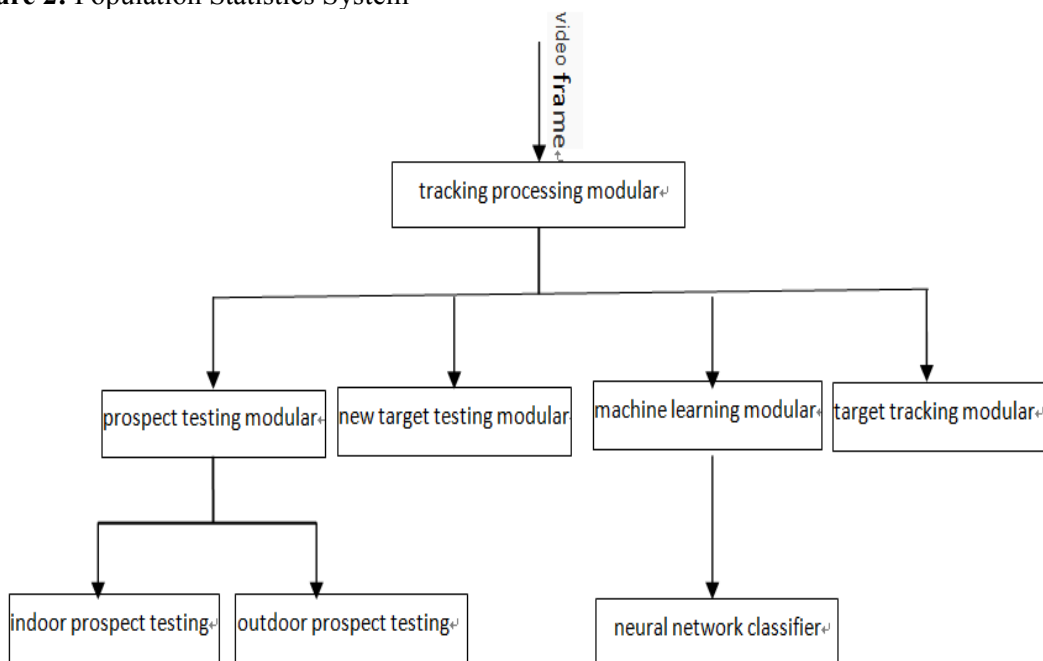 ure 2: Population Statistics System
video frame
tracking processing modular
prospect testing modular
new target testing modular
machine learning modular
target tracking modular
indoor prospect testing
outdoor prospect testing
neural network classifier